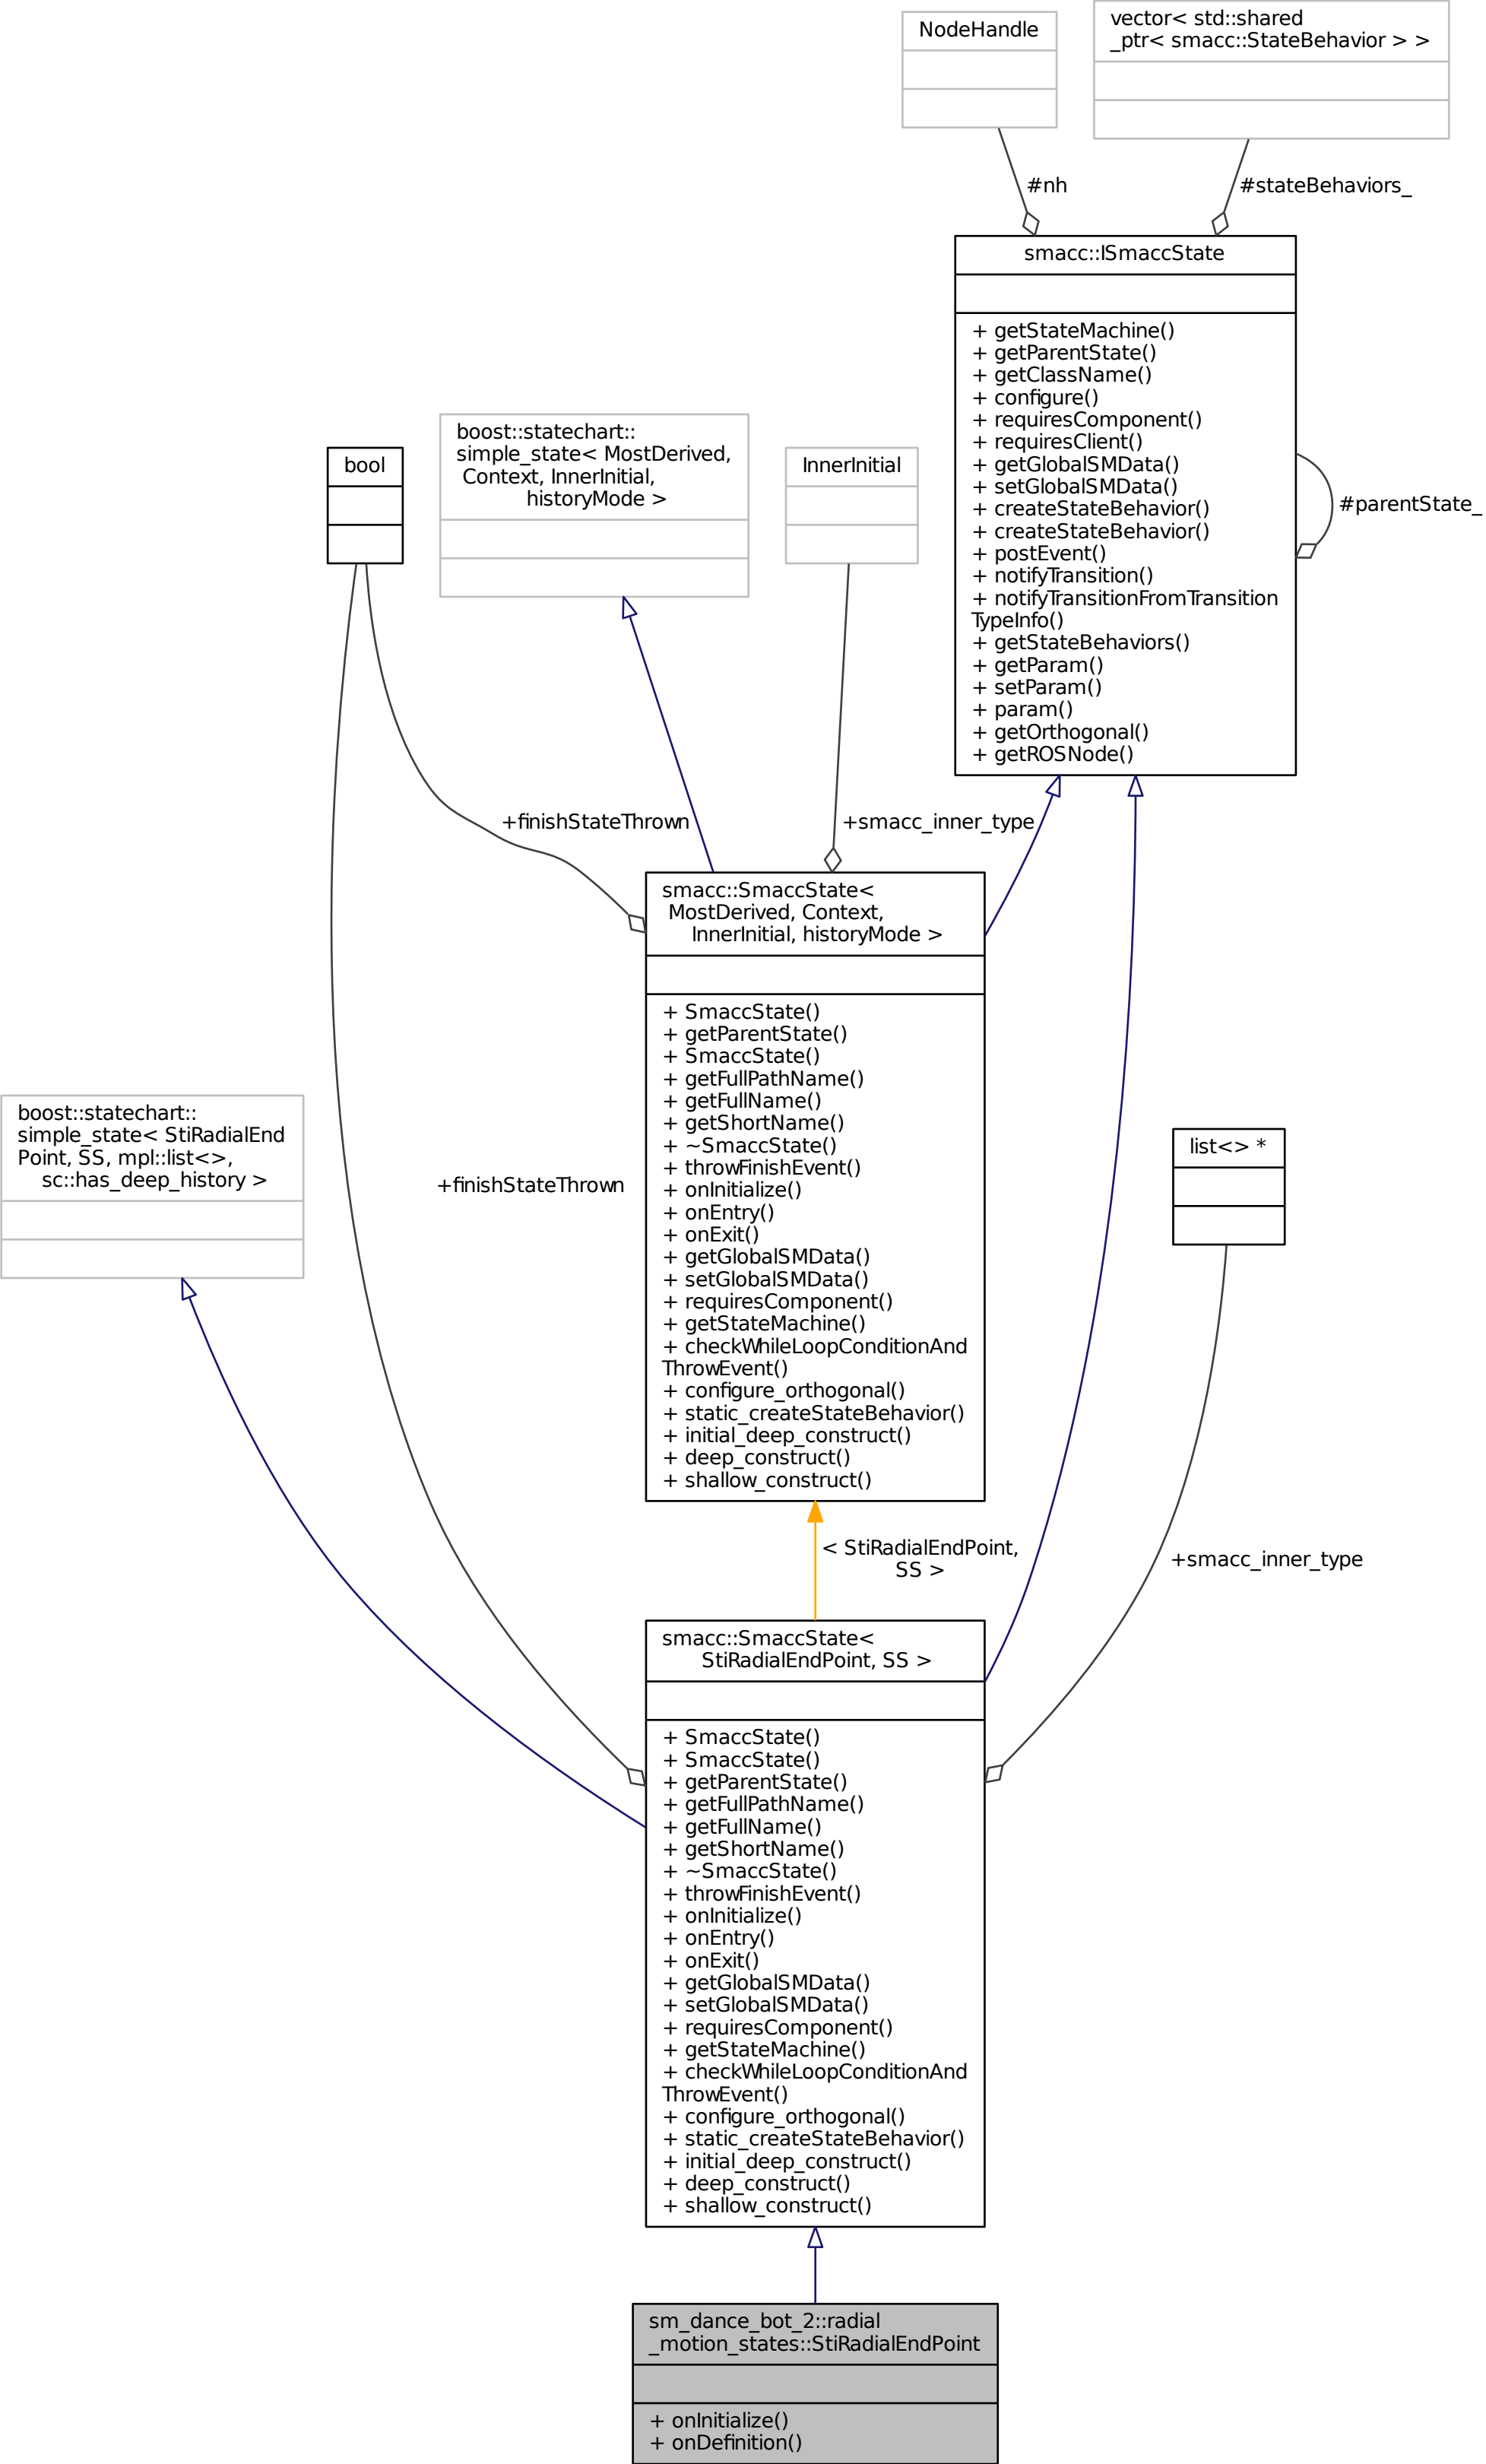 NodeHandle
vector< std::shared
_ptr< smacc::StateBehavior > >
#nh
#stateBehaviors_
smacc::ISmaccState
+ getStateMachine()
+ getParentState()
+ getClassName()
+ configure()
+ requiresComponent()
+ requiresClient()
+ getGlobalSMData()
+ setGlobalSMData()
+ createStateBehavior()
+ createStateBehavior()
+ postEvent()
+ notifyTransition()
+ notifyTransitionFromTransition
TypeInfo()
+ getStateBehaviors()
+ getParam()
+ setParam()
+ param()
+ getOrthogonal()
+ getROSNode()
#parentState_
bool
boost::statechart::
simple_state< MostDerived,
Context, InnerInitial,
historyMode >
InnerInitial
+finishStateThrown
+smacc_inner_type
smacc::SmaccState<
MostDerived, Context,
InnerInitial, historyMode >
+ SmaccState()
+ getParentState()
+ SmaccState()
+ getFullPathName()
+ getFullName()
+ getShortName()
+ ~SmaccState()
+ throwFinishEvent()
+ onInitialize()
+ onEntry()
+ onExit()
+ getGlobalSMData()
+ setGlobalSMData()
+ requiresComponent()
+ getStateMachine()
+ checkWhileLoopConditionAnd
ThrowEvent()
+ configure_orthogonal()
+ static_createStateBehavior()
+ initial_deep_construct()
+ deep_construct()
+ shallow_construct()
boost::statechart::
simple_state< StiRadialEnd
Point, SS, mpl::list<>,
sc::has_deep_history >
+finishStateThrown
list<> *
< StiRadialEndPoint,
SS >
+smacc_inner_type
smacc::SmaccState<
StiRadialEndPoint, SS >
+ SmaccState()
+ SmaccState()
+ getParentState()
+ getFullPathName()
+ getFullName()
+ getShortName()
+ ~SmaccState()
+ throwFinishEvent()
+ onInitialize()
+ onEntry()
+ onExit()
+ getGlobalSMData()
+ setGlobalSMData()
+ requiresComponent()
+ getStateMachine()
+ checkWhileLoopConditionAnd
ThrowEvent()
+ configure_orthogonal()
+ static_createStateBehavior()
+ initial_deep_construct()
+ deep_construct()
+ shallow_construct()
sm_dance_bot_2::radial
_motion_states::StiRadialEndPoint
+ onInitialize()
+ onDefinition()